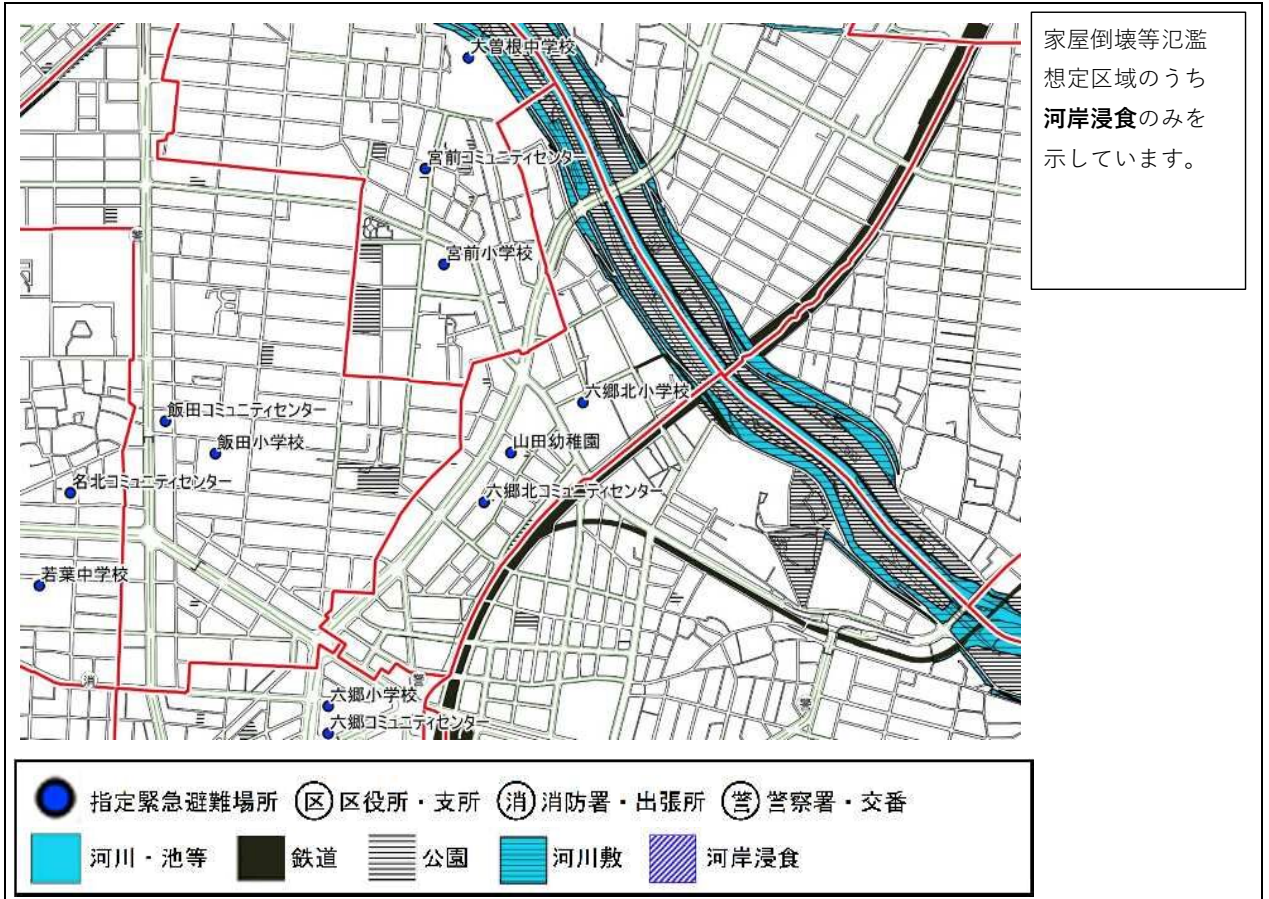 大曽根中学校
宮前コミュニティセンター
宮前小学校
六郷北小学校
飯田コミュニティセンター
飯田小学校
山田幼稚園
名北コミュニティセンター
六郷北コミュニティセンター
若葉中学校
消
六郷小学校
六郷コミュニティセンター
家屋倒壊等氾濫
想定区域のうち
河岸浸食のみを
示しています。
指定緊急避難場所 区 区役所・支所 消 消防署・出張所 警 警察署・交番
河川・池等 鉄道 公園 河川敷 河岸浸食